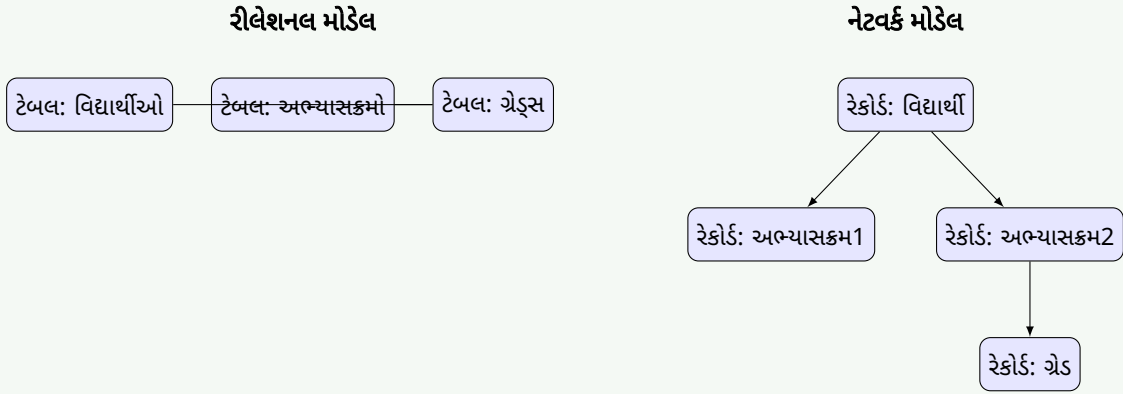 રીલેશનલ મોડેલ
ટેબલ: વિદ્યાર્થીઓ
ટેબલ: અભ્યાસક્રમો
ટેબલ: ગ્રેડ્સ
નેટવર્ક મોડેલ
રેકોર્ડ: વિદ્યાર્થી
રેકોર્ડ: અભ્યાસક્રમ1
રેકોર્ડ: અભ્યાસક્રમ2
રેકોર્ડ: ગ્રેડ